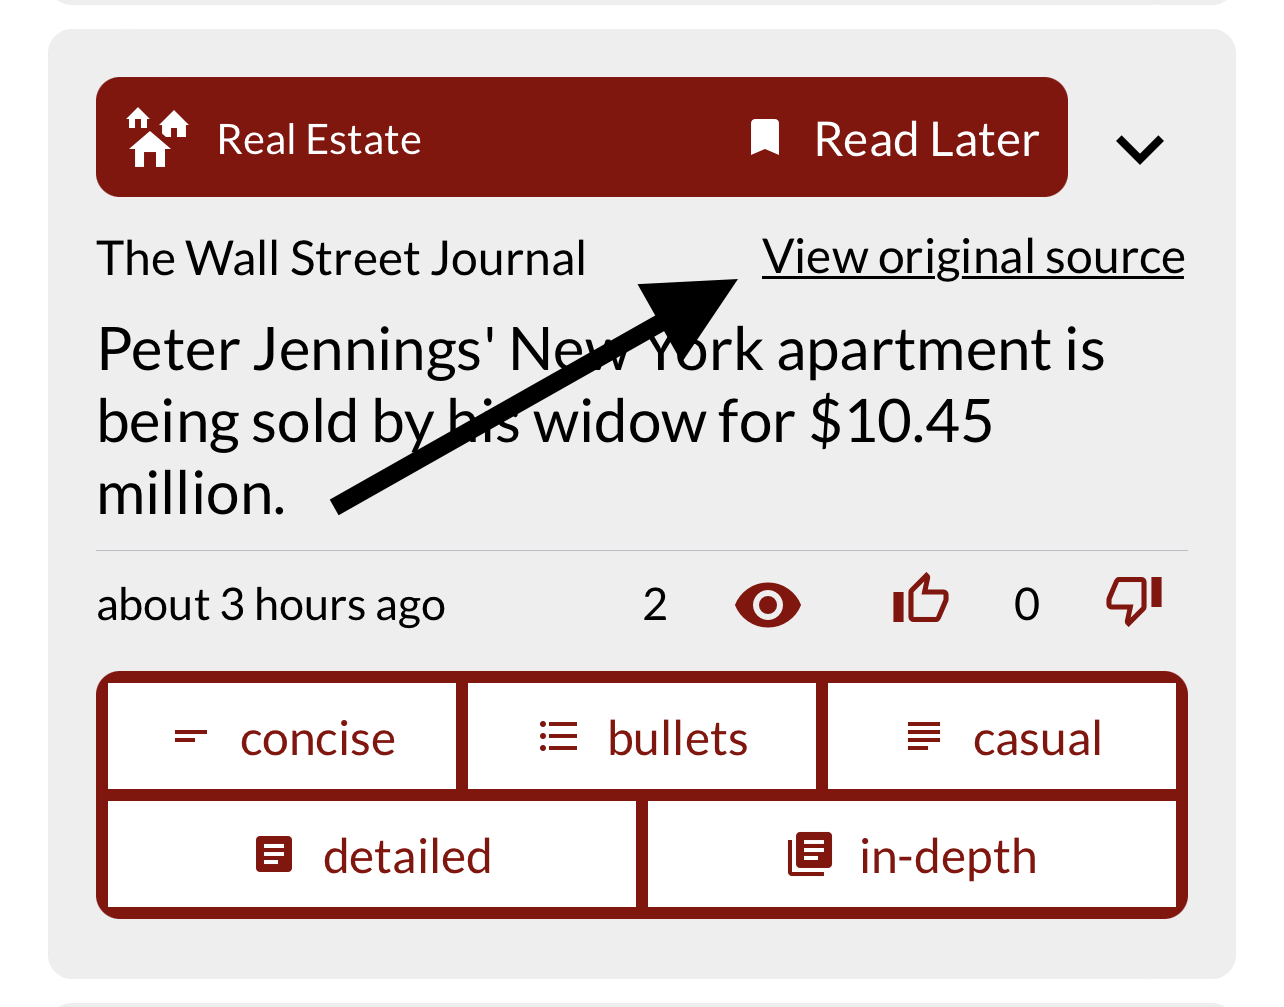 Real Estate
Read Later
The Wall Street Journal
View original source
Peter Jennings' New York apartment is
being sold by his widow for $10.45
million.
about 3 hours ago
2
0
concise
bullets
casual
detailed
in-depth